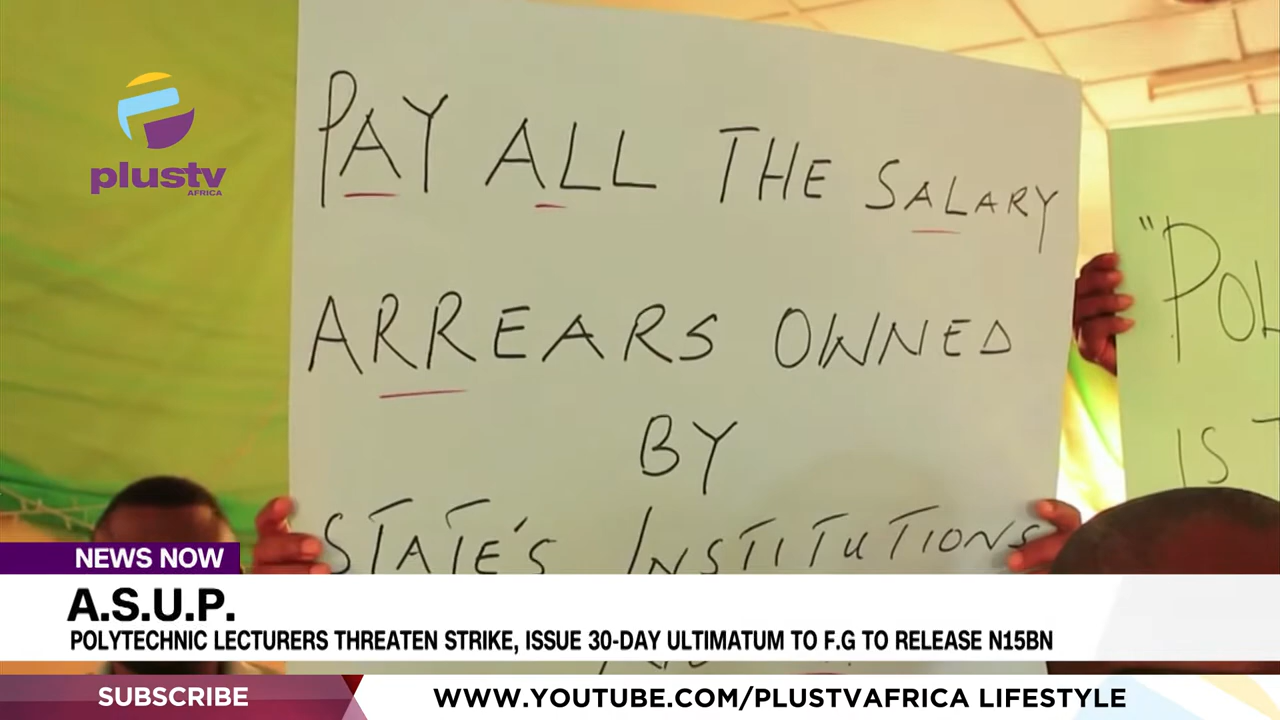 plustv
AFRICA
PAY ALL THE SALARY
ARREARS OWNED
BY
STATE'S INSTITUTIONS
"POL
IS
NEWS NOW
A.S.U.P.
POLYTECHNIC LECTURERS THREATEN STRIKE, ISSUE 30-DAY ULTIMATUM TO F.G TO RELEASE N15BN
SUBSCRIBE
WWW.YOUTUBE.COM/PLUSTVAFRICA LIFESTYLE